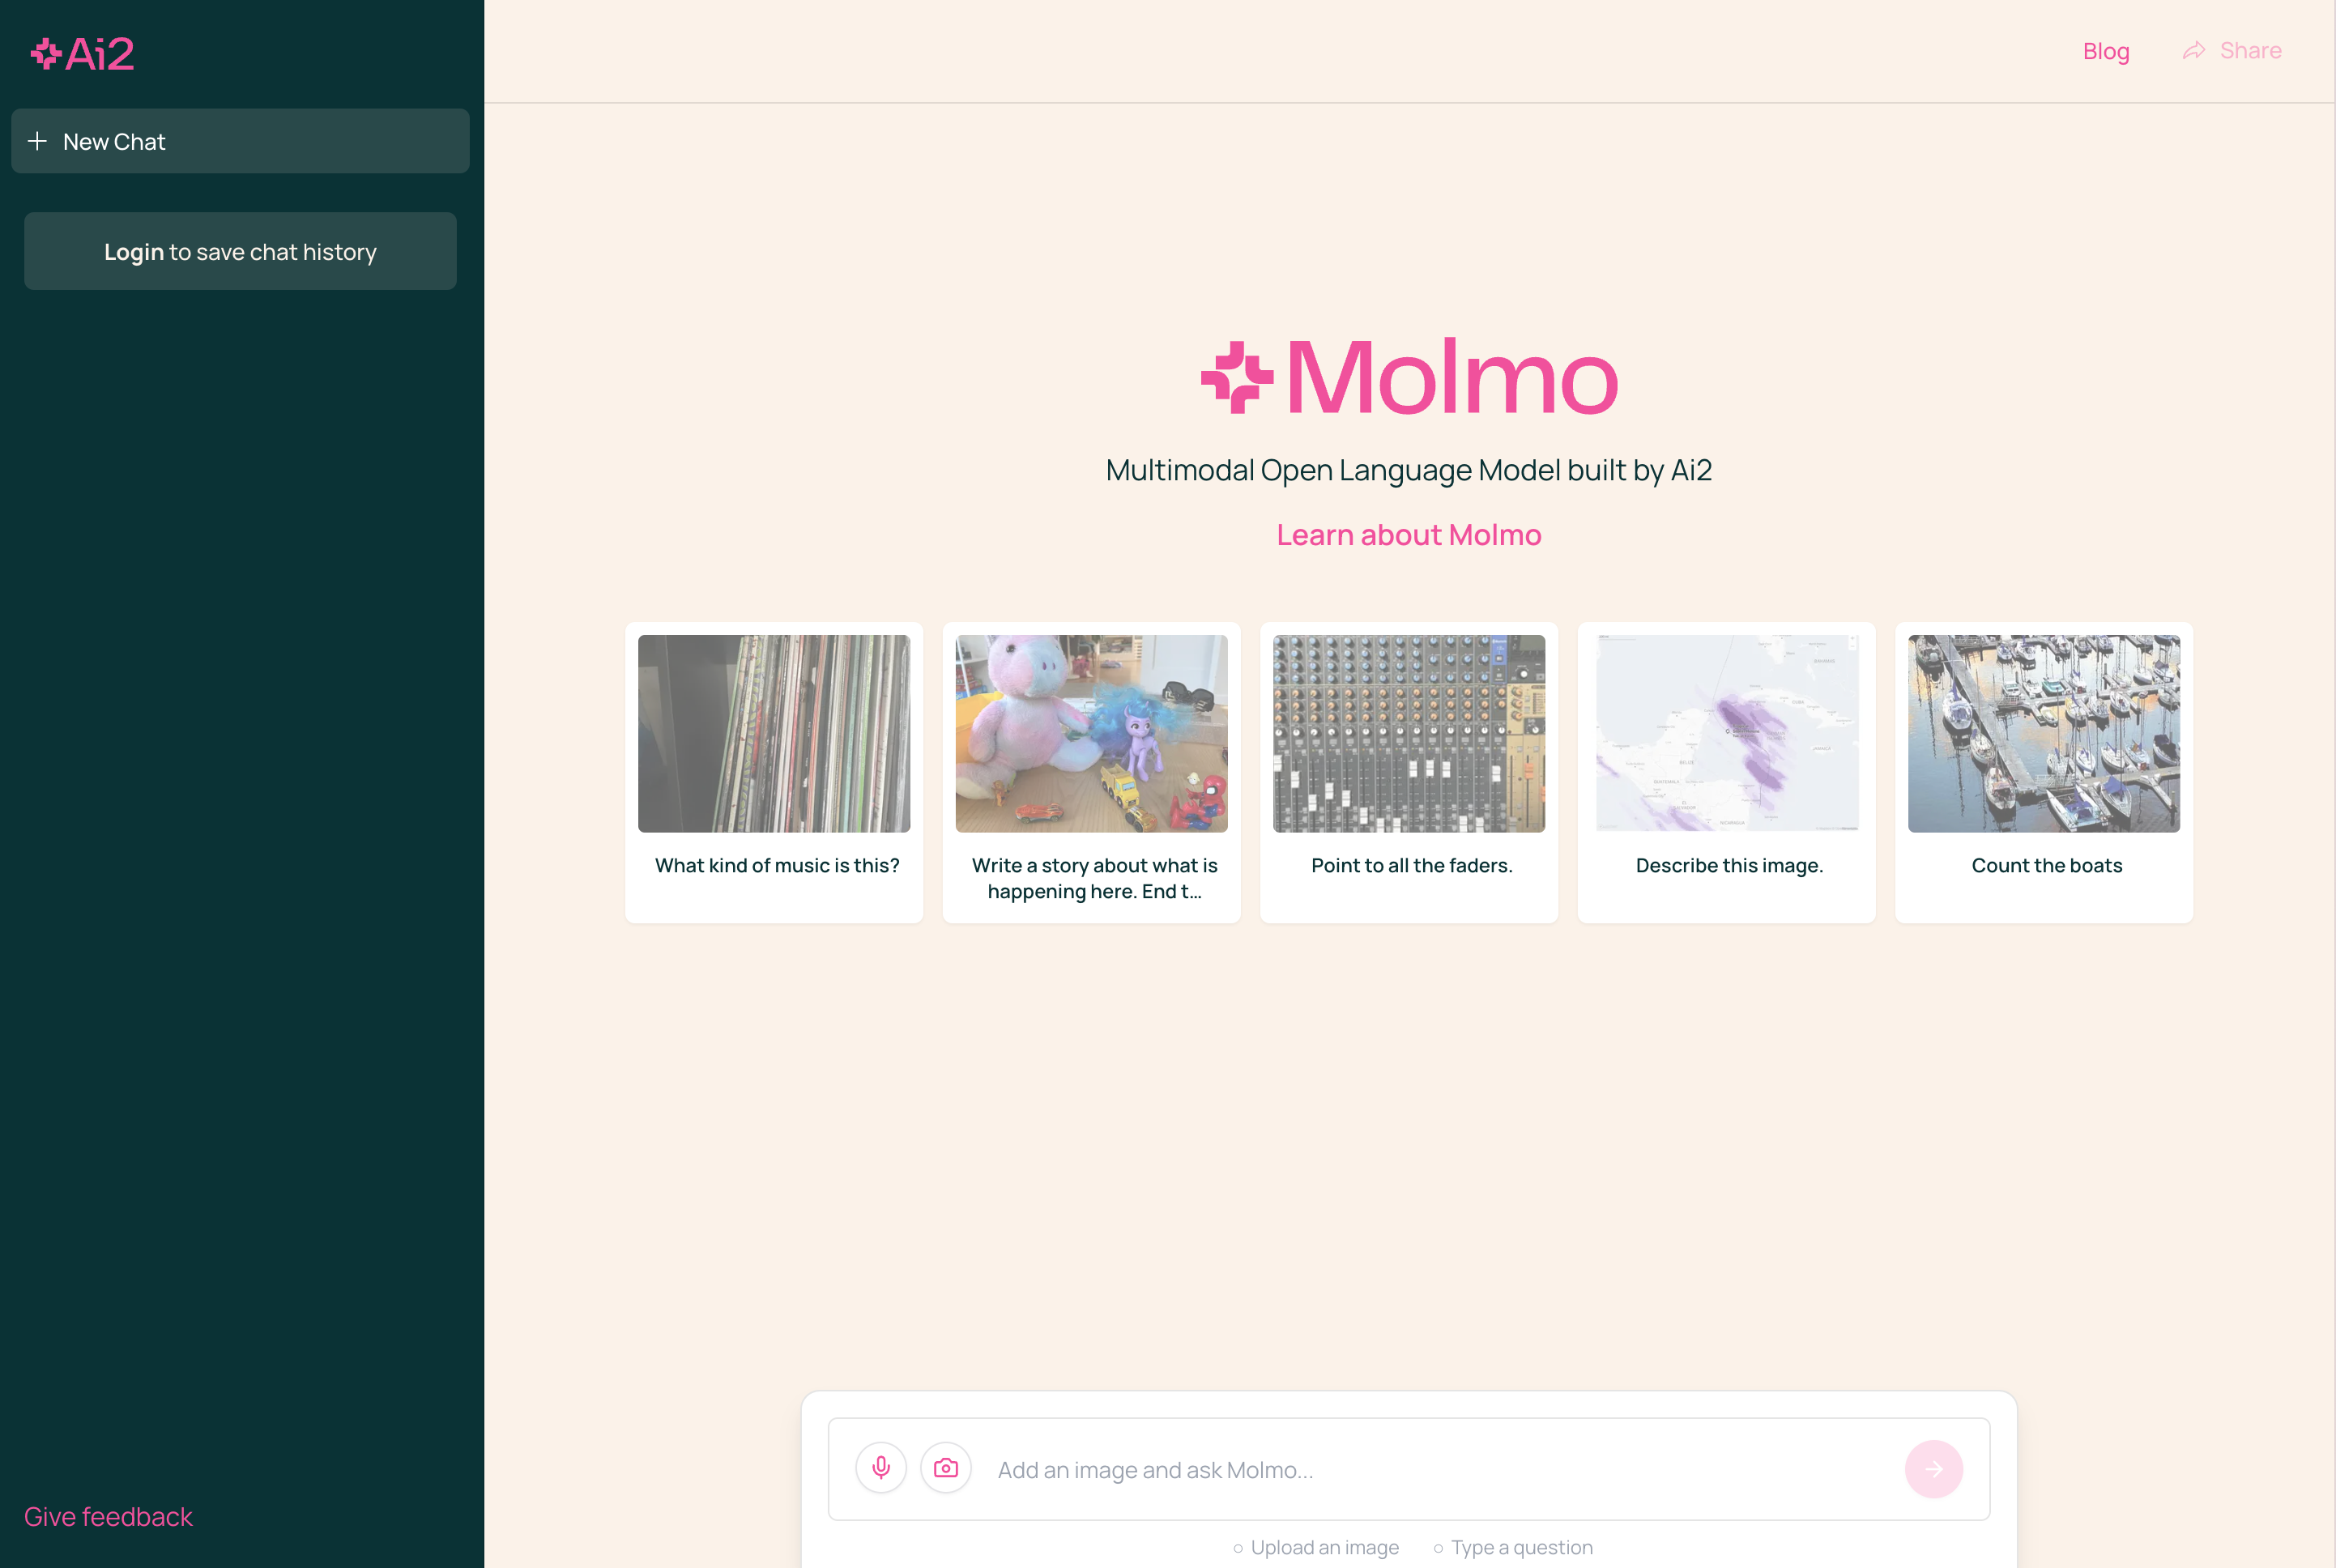 Ai2
New Chat
Login to save chat history
Give feedback
Blog
Share
Molmo
Multimodal Open Language Model built by Ai2
Learn about Molmo
What kind of music is this?
Write a story about what is
happening here. End t...
Point to all the faders.
Describe this image.
Count the boats
Add an image and ask Molmo...
Upload an image
Type a question